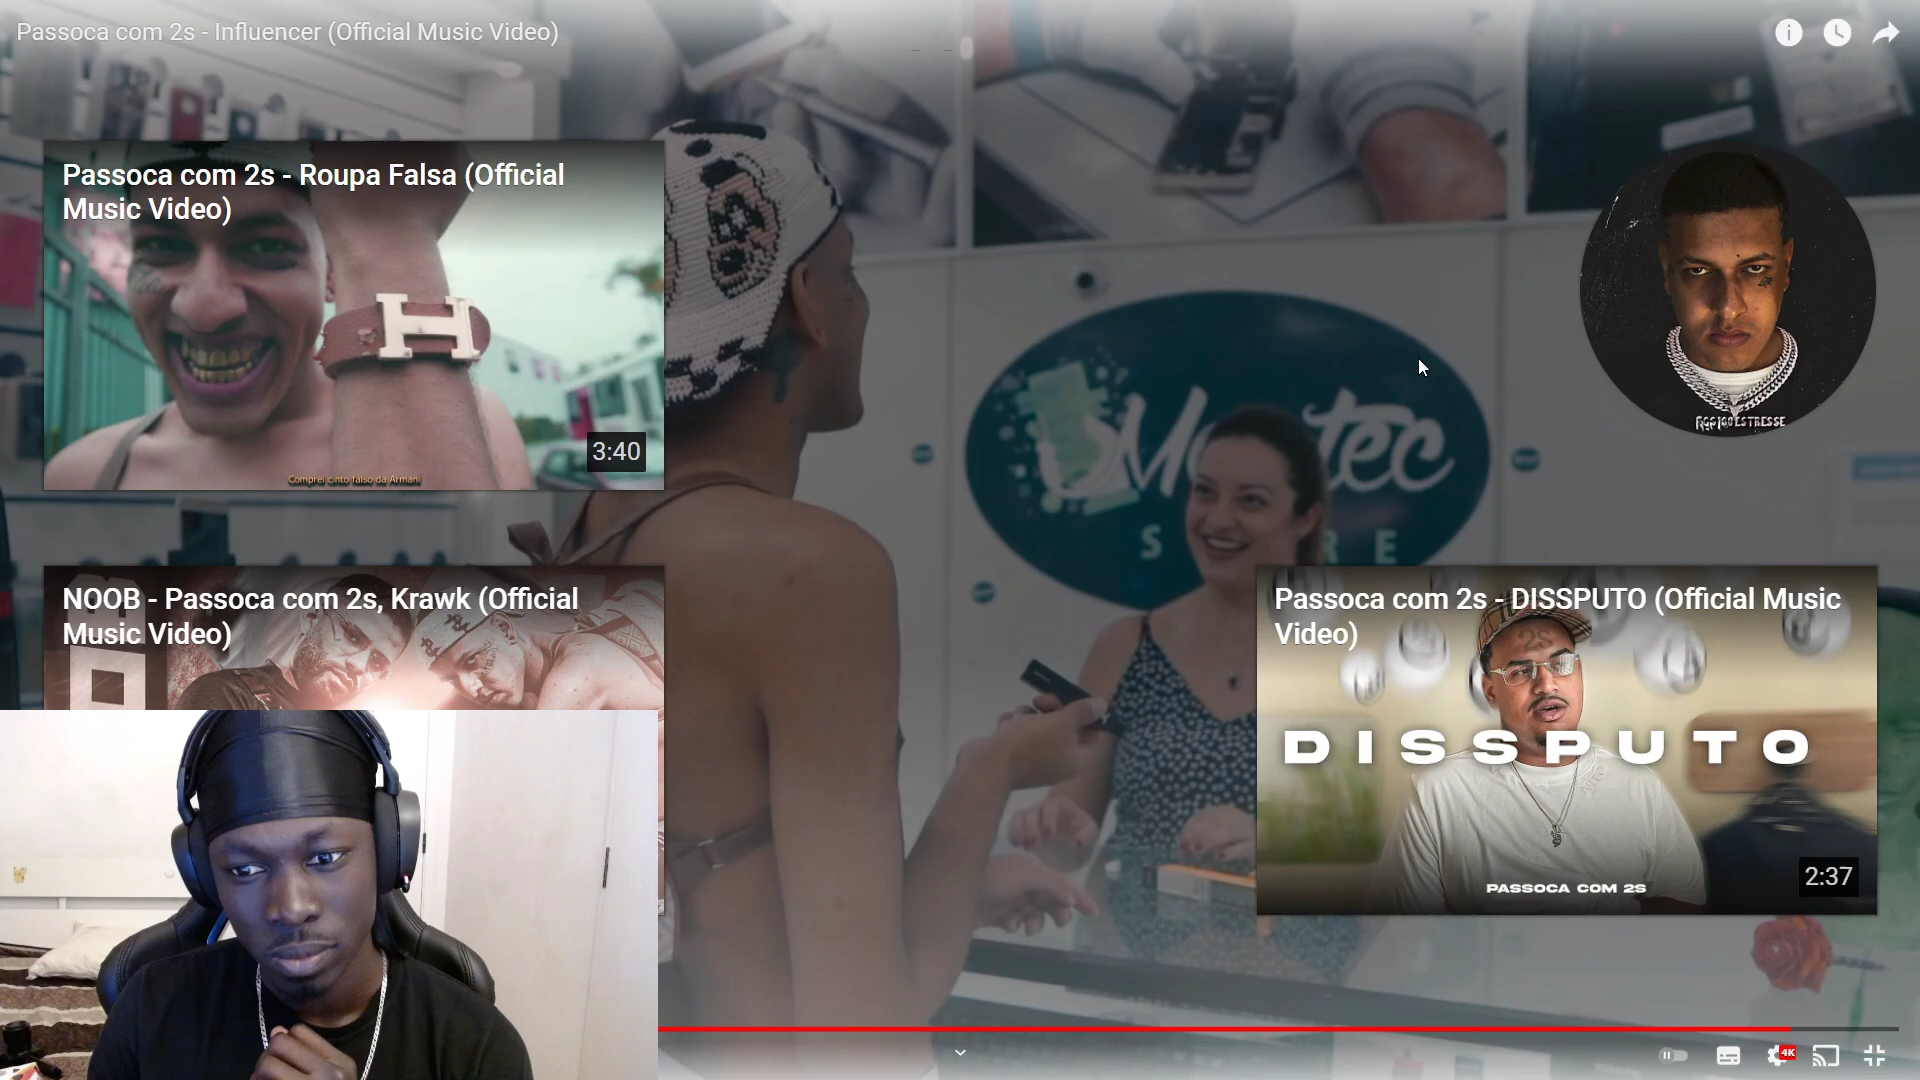 Passoca com 2s - Influencer (Official Music Video)
Passoca com 2s - Roupa Falsa (Official
Music Video)
3:40
Comprei cinto falso da Armani
NOOB - Passoca com 2s, Krawk (Official
Music Video)
Passoca com 2s - DISSPUTO (Official Music
Video)
DISSPUTO
PASSOCA COM 2S
2:37
4K